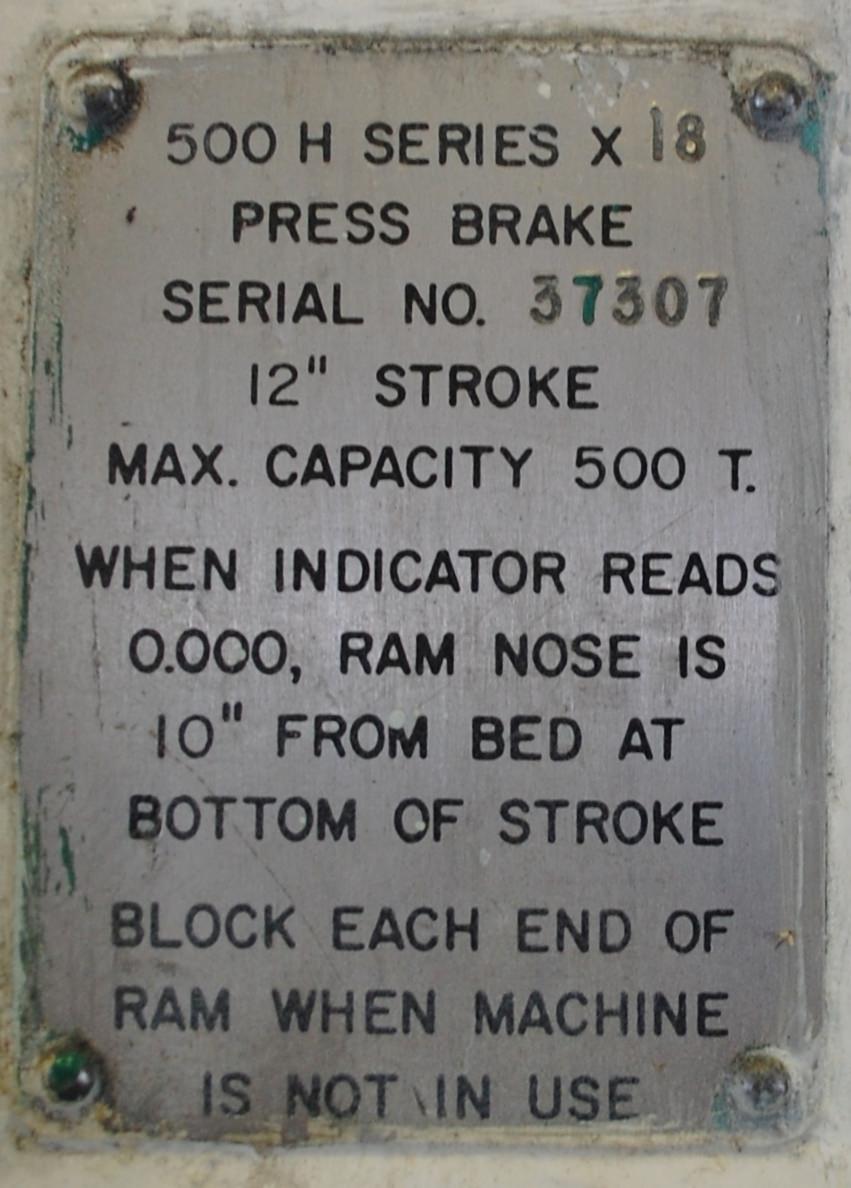 500 H SERIES X 18
PRESS BRAKE
SERIAL NO. 37307
12" STROKE
MAX. CAPACITY 500 T.
WHEN INDICATOR READS
0.000, RAM NOSE IS
10" FROM BED AT
BOTTOM OF STROKE
BLOCK EACH END OF
RAM WHEN MACHINE
IS NOT IN USE